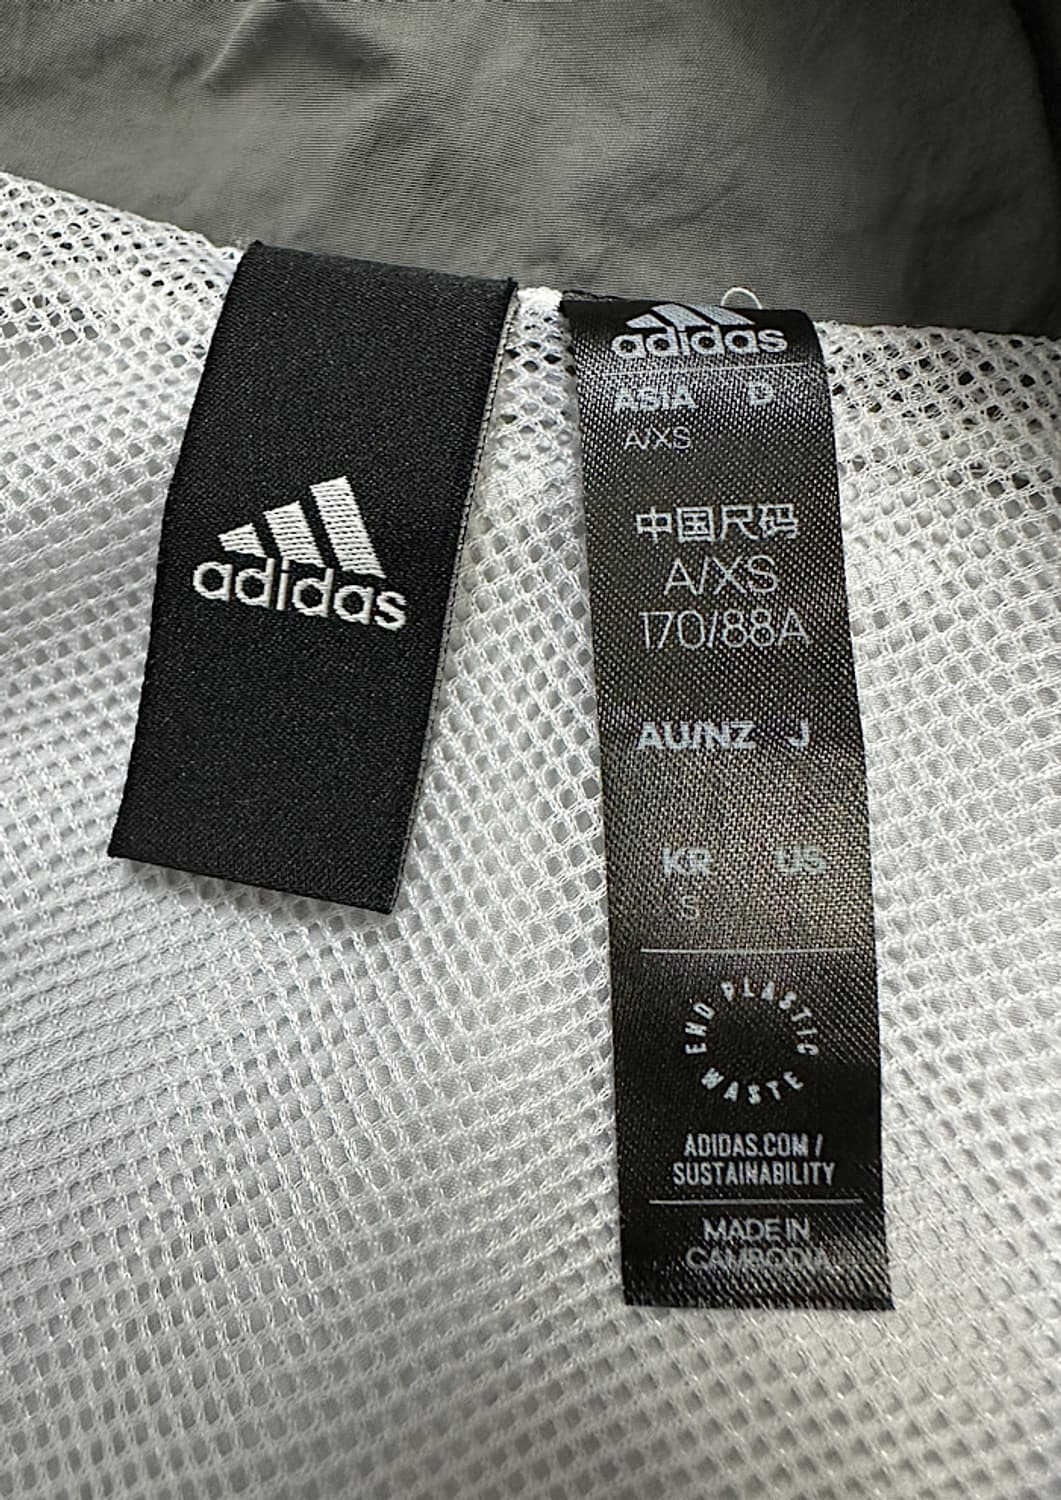 adidas
adidas
ASIA D
A/XS
中国尺码
A/XS
170/88A
AU/NZ J
KR US
S
END PLASTIC WASTE
ADIDAS.COM /
SUSTAINABILITY
MADE IN
CAMBODIA